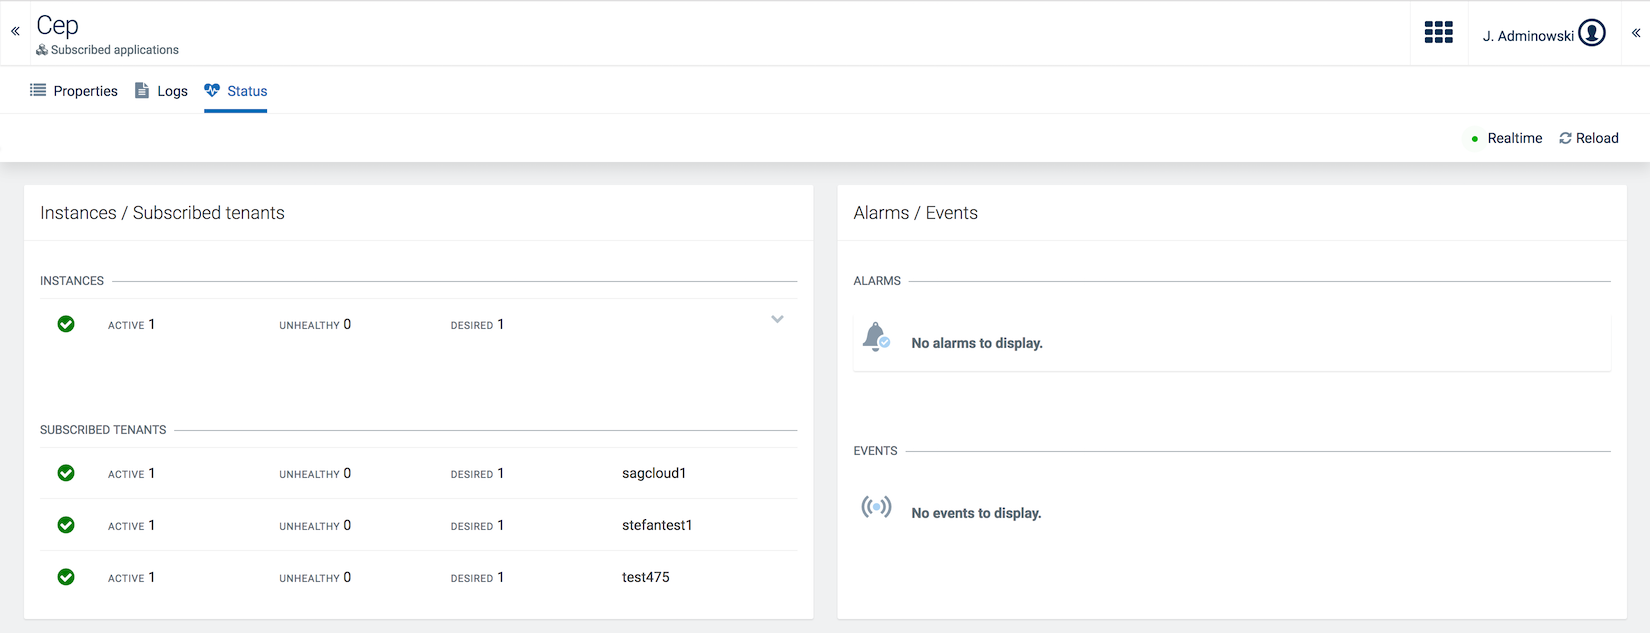 Cep
Subscribed applications
J. Adminowski
Properties Logs Status
Realtime Reload
Instances / Subscribed tenants
INSTANCES
ACTIVE 1 UNHEALTHY 0 DESIRED 1
SUBSCRIBED TENANTS
ACTIVE 1 UNHEALTHY 0 DESIRED 1 sagcloud1
ACTIVE 1 UNHEALTHY 0 DESIRED 1 stefantest1
ACTIVE 1 UNHEALTHY 0 DESIRED 1 test475
Alarms / Events
ALARMS
No alarms to display.
EVENTS
No events to display.